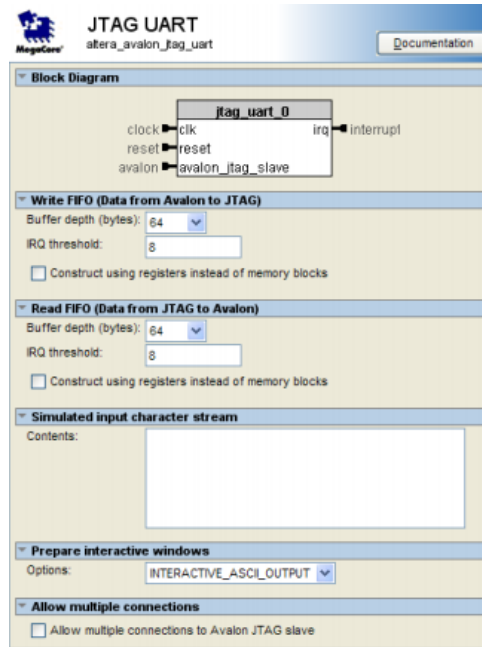 JTAG UART
MegaCore'
altera_avalon_jtag_uart
Documentation
Block Diagram
jtag_uart_0
clock clk irq interrupt
reset reset
avalon avalon_jtag_slave
Write FIFO (Data from Avalon to JTAG)
Buffer depth (bytes): 64
IRQ threshold: 8
Construct using registers instead of memory blocks
Read FIFO (Data from JTAG to Avalon)
Buffer depth (bytes): 64
IRQ threshold: 8
Construct using registers instead of memory blocks
Simulated input character stream
Contents:
Prepare interactive windows
Options: INTERACTIVE_ASCII_OUTPUT
Allow multiple connections
Allow multiple connections to Avalon JTAG slave